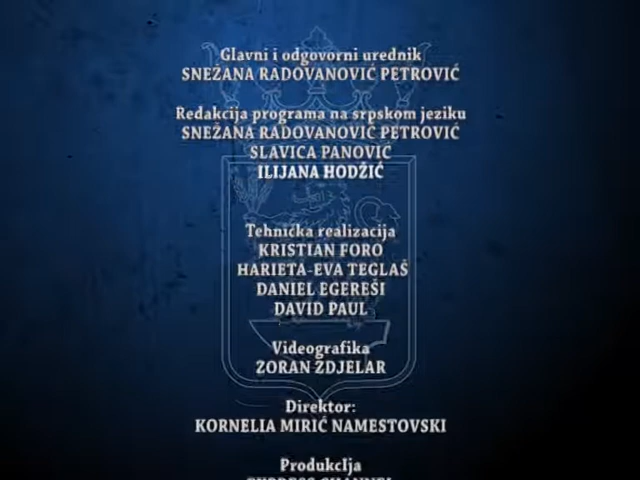 Glavni i odgovorni urednik
SNEŽANA RADOVANOVIĆ PETROVIĆ
Redakcija programa na srpskom jeziku
SNEŽANA RADOVANOVIĆ PETROVIĆ
SLAVICA PANOVIĆ
ILIJANA HODŽIĆ
Tehnička realizacija
KRISTIAN FORO
HARIETA-EVA TEGLAŠ
DANIEL EGEREŠI
DAVID PAUL
Videografika
ZORAN ŽDJELAR
Direktor:
KORNELIA MIRIĆ NAMESTOVSKI
ProdukcIja